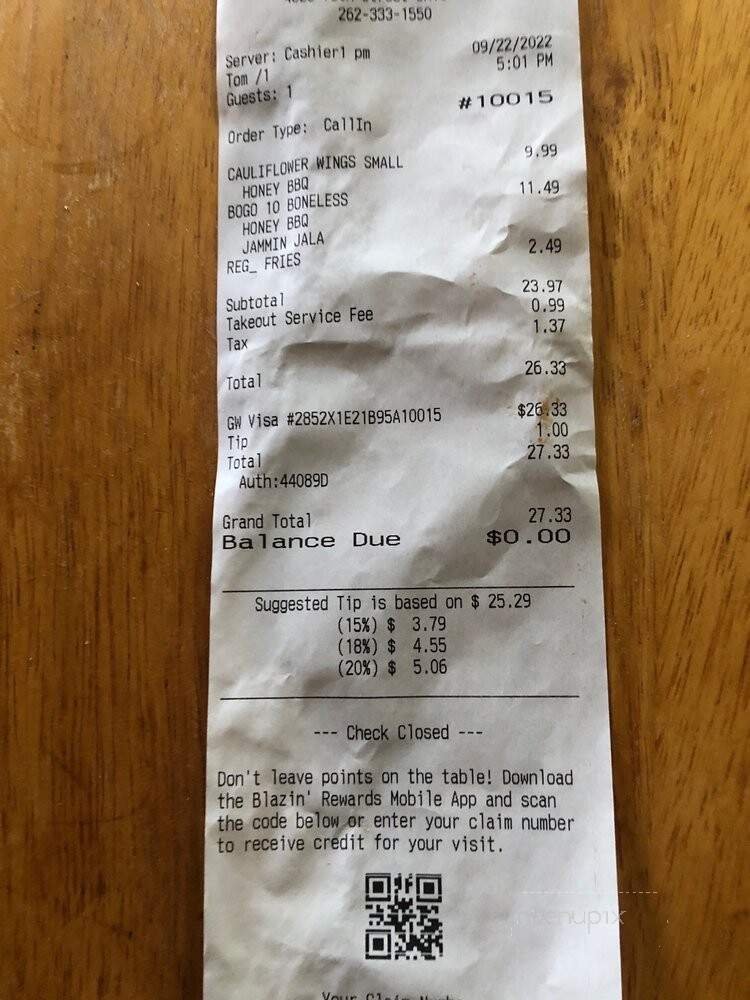 262-333-1550
Server: Cashier1 pm 09/22/2022
Tom /1 5:01 PM
Guests: 1 #10015
Order Type: CallIn
CAULIFLOWER WINGS SMALL 9.99
HONEY BBQ
BOGO 10 BONELESS 11.49
HONEY BBQ
JAMMIN JALA
REG_ FRIES 2.49
Subtotal 23.97
Takeout Service Fee 0.99
Tax 1.37
Total 26.33
GW Visa #2852X1E21B95A10015 $26.33
Tip 1.00
Total 27.33
Auth:44089D
Grand Total 27.33
Balance Due $0.00
Suggested Tip is based on $ 25.29
(15%) $ 3.79
(18%) $ 4.55
(20%) $ 5.06
--- Check Closed ---
Don't leave points on the table! Download
the Blazin' Rewards Mobile App and scan
the code below or enter your claim number
to receive credit for your visit.
menupix
Your Claim